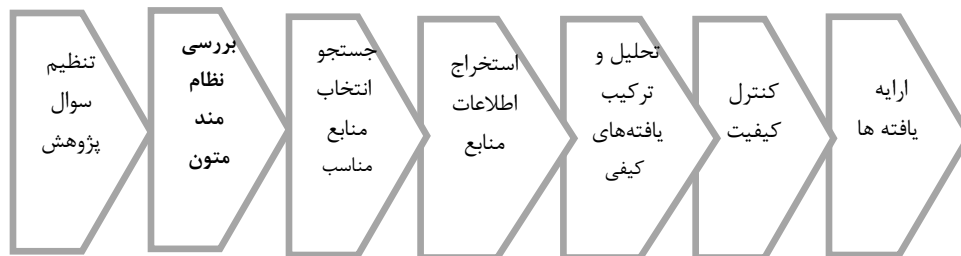 تنظیم
سوال
پژوهش
بررسی
نظام
مند
متون
جستجو
انتخاب
منابع
مناسب
استخراج
اطلاعات
منابع
تحلیل و
ترکیب
یافته‌های
کیفی
کنترل
کیفیت
ارایه
یافته ها